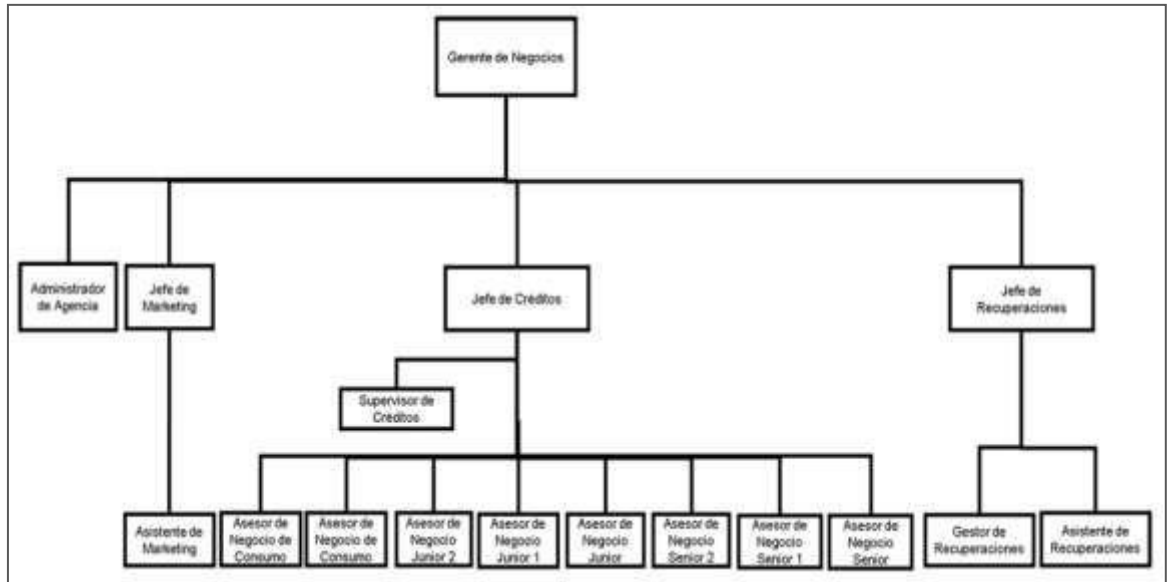 Gerente de Negocios
Administrador
de Agencia
Jefe de
Marketing
Jefe de Créditos
Jefe de
Recuperaciones
Supervisor de
Créditos
Asistente de
Marketing
Asesor de
Negocio de
Consumo
Asesor de
Negocio de
Consumo
Asesor de
Negocio
Junior 2
Asesor de
Negocio
Junior 1
Asesor de
Negocio
Junior
Asesor de
Negocio
Senior 2
Asesor de
Negocio
Senior 1
Asesor de
Negocio
Senior
Gestor de
Recuperaciones
Asistente de
Recuperaciones